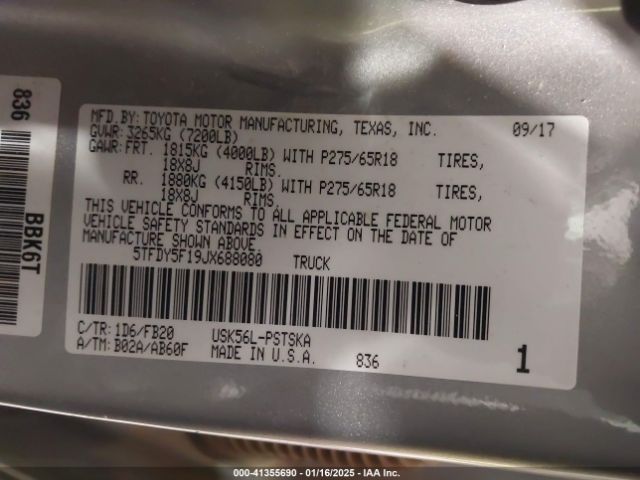 836
BBK6T
MFD.BY:TOYOTA MOTOR MANUFACTURING, TEXAS, INC. 09/17
GVWR:3265KG (7200LB)
GAWR:FRT. 1815KG (4000LB) WITH P275/65R18 TIRES,
18X8J RIMS.
RR. 1880KG (4150LB) WITH P275/65R18 TIRES,
18X8J RIMS.
THIS VEHICLE CONFORMS TO ALL APPLICABLE FEDERAL MOTOR
VEHICLE SAFETY STANDARDS IN EFFECT ON THE DATE OF
MANUFACTURE SHOWN ABOVE
5TFDY5F19JX688080 TRUCK
C/TR:1D6/FB20 USK56L-PSTSKA
A/TM:B02A/AB60F MADE IN U.S.A. 836 1
000-41355690 - 01/16/2025 - IAA Inc.